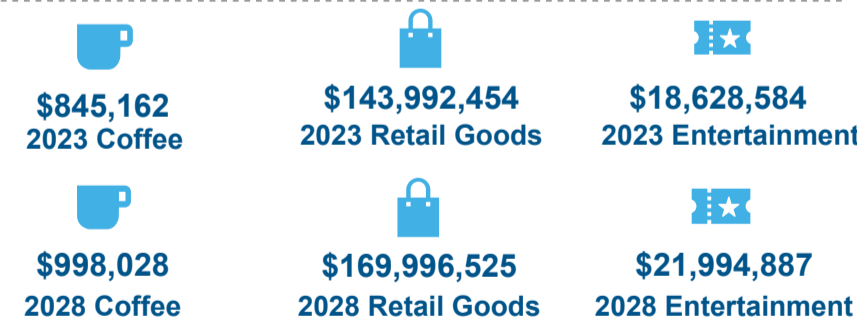 $845,162
2023 Coffee
$143,992,454
2023 Retail Goods
$18,628,584
2023 Entertainment
$998,028
2028 Coffee
$169,996,525
2028 Retail Goods
$21,994,887
2028 Entertainment